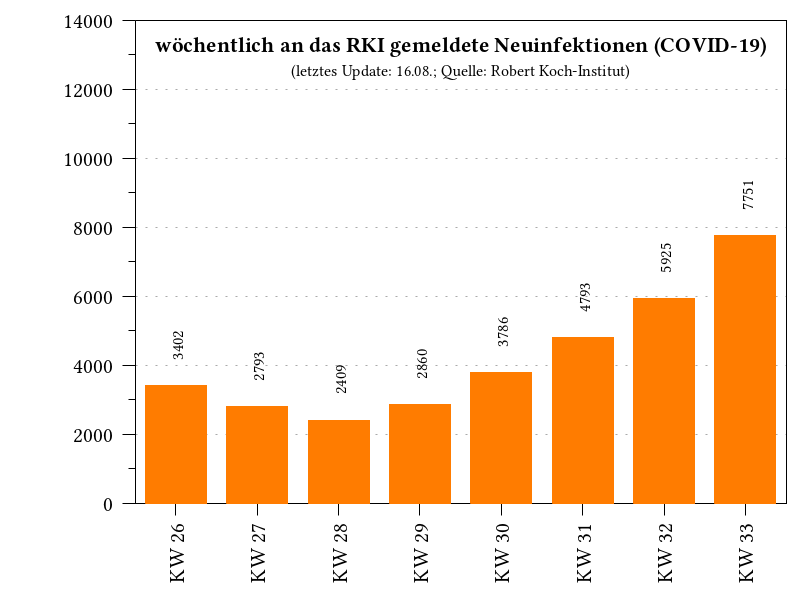 wöchentlich an das RKI gemeldete Neuinfektionen (COVID-19)
(letztes Update: 16.08.; Quelle: Robert Koch-Institut)
14000
12000
10000
8000
6000
4000
2000
0
3402
2793
2409
2860
3786
4793
5925
7751
KW 26
KW 27
KW 28
KW 29
KW 30
KW 31
KW 32
KW 33